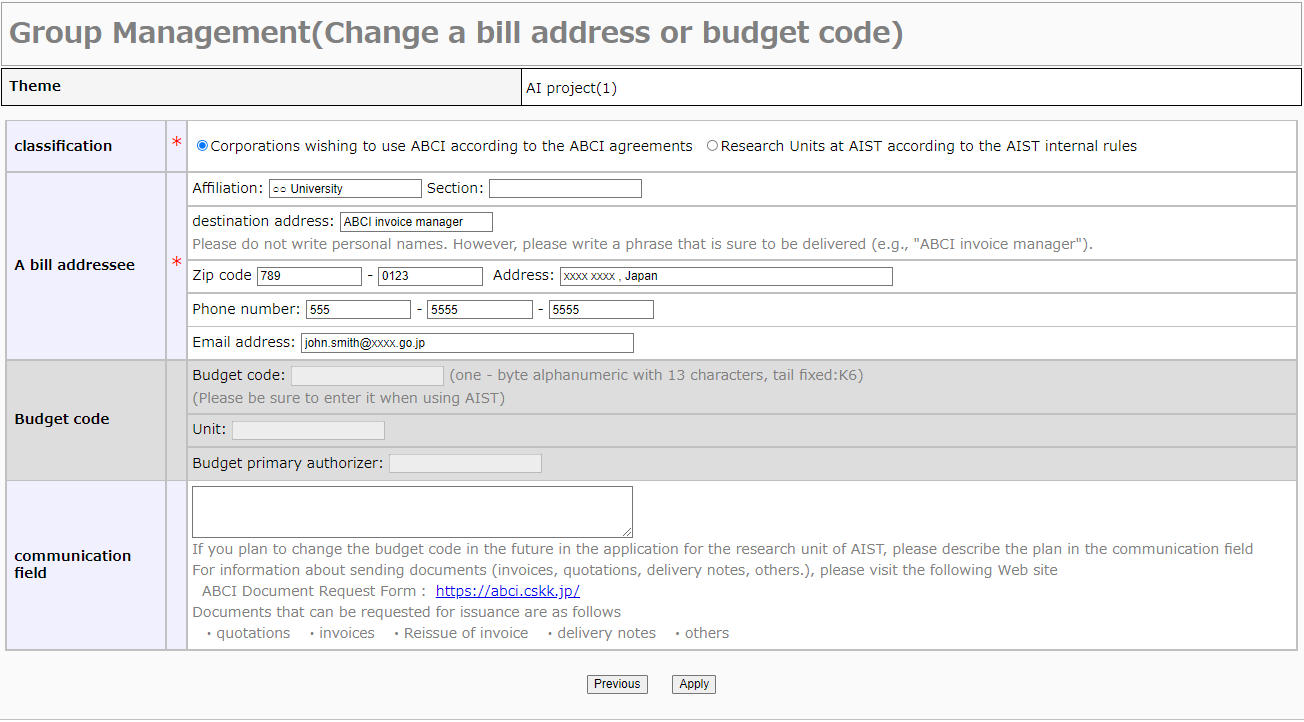 Group Management(Change a bill address or budget code)
Theme AI project(1)
classification * Corporations wishing to use ABCI according to the ABCI agreements Research Units at AIST according to the AIST internal rules
A bill addressee *
Affiliation: ○○ University Section:
destination address: ABCI invoice manager
Please do not write personal names. However, please write a phrase that is sure to be delivered (e.g., "ABCI invoice manager").
Zip code 789 - 0123 Address: xxxx xxxx , Japan
Phone number: 555 - 5555 - 5555
Email address: john.smith@xxxx.go.jp
Budget code
Budget code: (one - byte alphanumeric with 13 characters, tail fixed:K6)
(Please be sure to enter it when using AIST)
Unit:
Budget primary authorizer:
communication
field
If you plan to change the budget code in the future in the application for the research unit of AIST, please describe the plan in the communication field
For information about sending documents (invoices, quotations, delivery notes, others.), please visit the following Web site
ABCI Document Request Form : https://abci.cskk.jp/
Documents that can be requested for issuance are as follows
・quotations ・invoices ・Reissue of invoice ・delivery notes ・others
Previous Apply